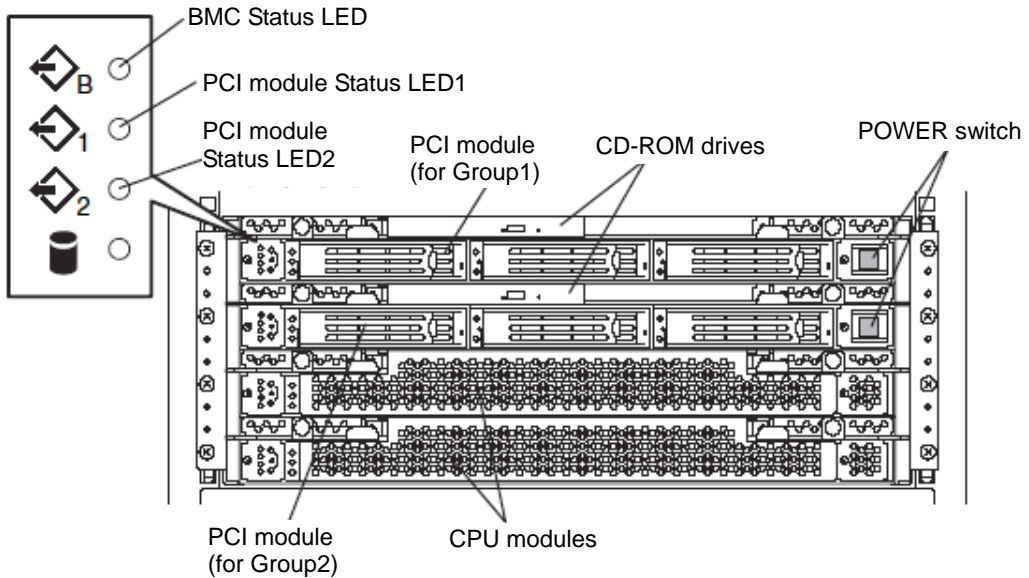 BMC Status LED
B
PCI module Status LED1
1
PCI module
Status LED2
2
PCI module
(for Group1)
CD-ROM drives
POWER switch
PCI module
(for Group2)
CPU modules